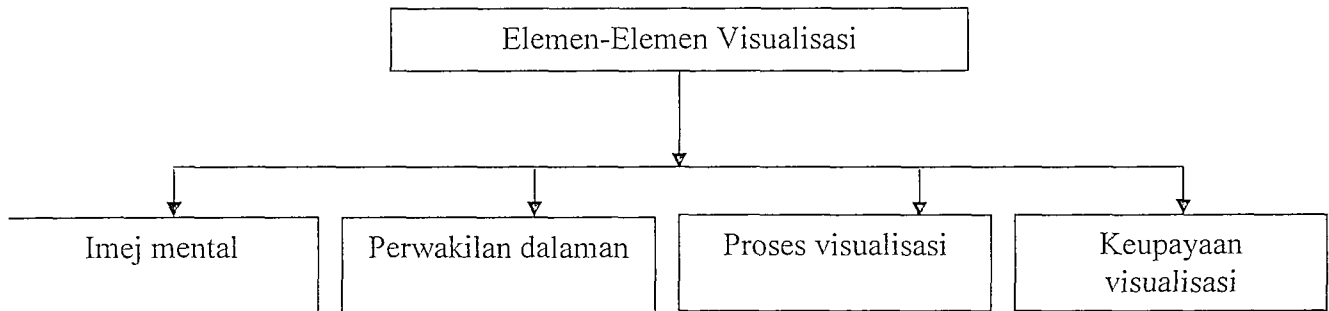 Elemen-Elemen Visualisasi
Imej mental
Perwakilan dalaman
Proses visualisasi
Keupayaan
visualisasi